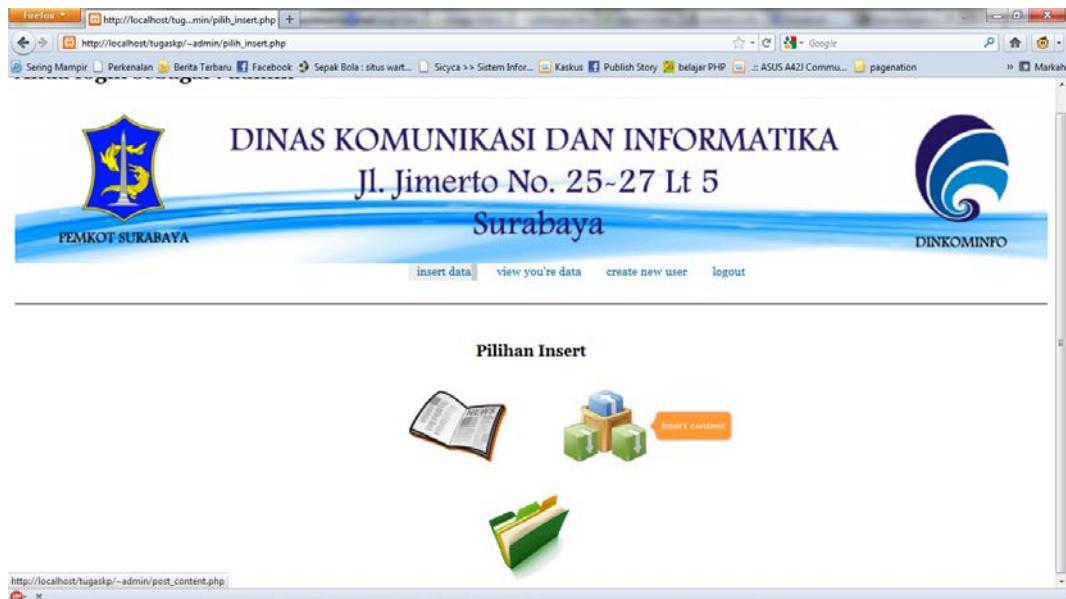 Firefox
http://localhost/tug...min/pilih_insert.php
http://localhost/tugaskp/~admin/pilih_insert.php
Google
Sering Mampir Perkenalan Berita Terbaru Facebook Sepak Bola : situs wart... Sicyca >> Sistem Infor... Kaskus Publish Story belajar PHP .:: ASUS A42J Commu... pagenation Markah
DINAS KOMUNIKASI DAN INFORMATIKA
Jl. Jimerto No. 25-27 Lt 5
Surabaya
PEMKOT SURABAYA
DINKOMINFO
insert data view you're data create new user logout
Pilihan Insert
NEWS
Insert content
http://localhost/tugaskp/~admin/post_content.php